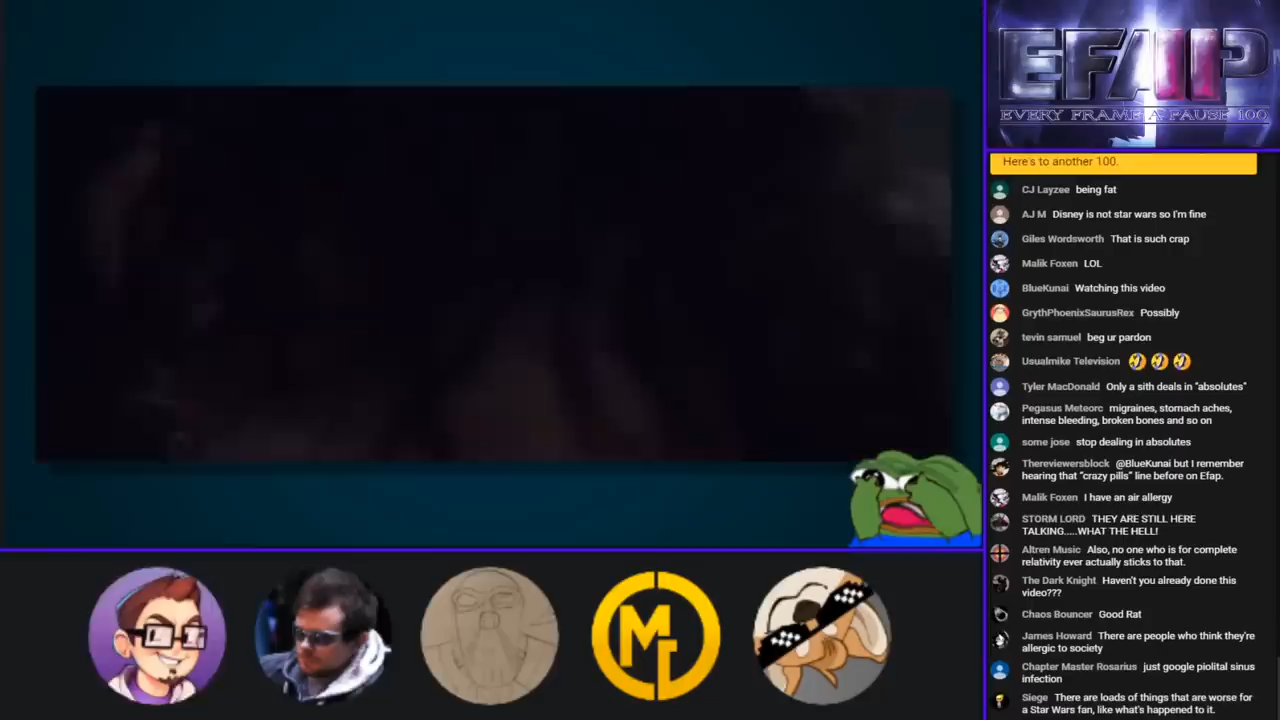 EFAP
EVERY FRAME A PAUSE 100
Here's to another 100.
CJ Layzee being fat
AJ M Disney is not star wars so I'm fine
Giles Wordsworth That is such crap
Malik Foxen LOL
BlueKunai Watching this video
GrythPhoenixSaurusRex Possibly
tevin samuel beg ur pardon
Usualmike Television
Tyler MacDonald Only a sith deals in "absolutes"
Pegasus Meteorc migraines, stomach aches,
intense bleeding, broken bones and so on
some jose stop dealing in absolutes
Thereviewersblock @BlueKunai but I remember
hearing that "crazy pills" line before on Efap.
Malik Foxen I have an air allergy
STORM LORD THEY ARE STILL HERE
TALKING.....WHAT THE HELL!
Altren Music Also, no one who is for complete
relativity ever actually sticks to that.
The Dark Knight Haven't you already done this
video???
Chaos Bouncer Good Rat
James Howard There are people who think they're
allergic to society
Chapter Master Rosarius just google piolital sinus
infection
Siege There are loads of things that are worse for
a Star Wars fan, like what's happened to it.